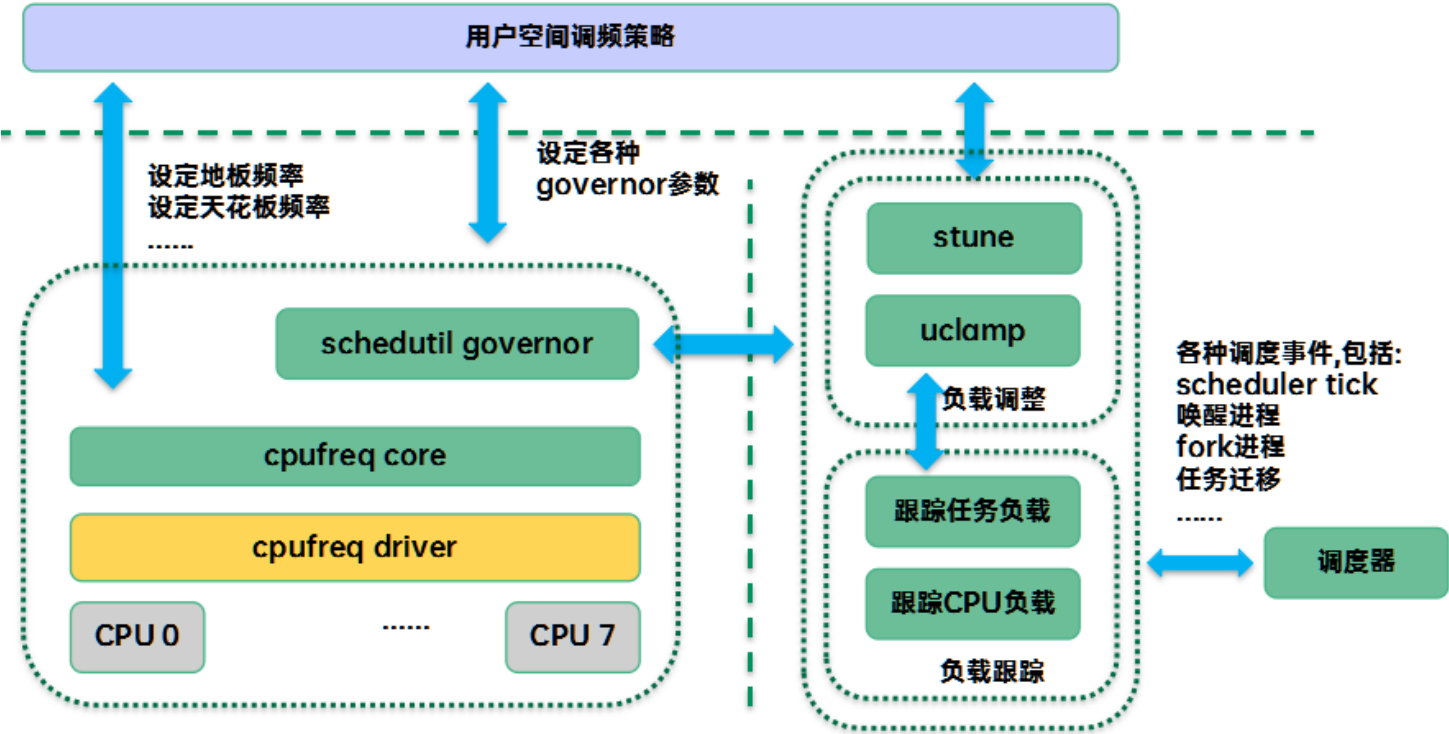 用户空间调频策略
设定地板频率
设定天花板频率
......
设定各种
governor参数
schedutil governor
cpufreq core
cpufreq driver
CPU 0
......
CPU 7
stune
uclamp
负载调整
跟踪任务负载
跟踪CPU负载
负载跟踪
各种调度事件,包括:
scheduler tick
唤醒进程
fork进程
任务迁移
......
调度器